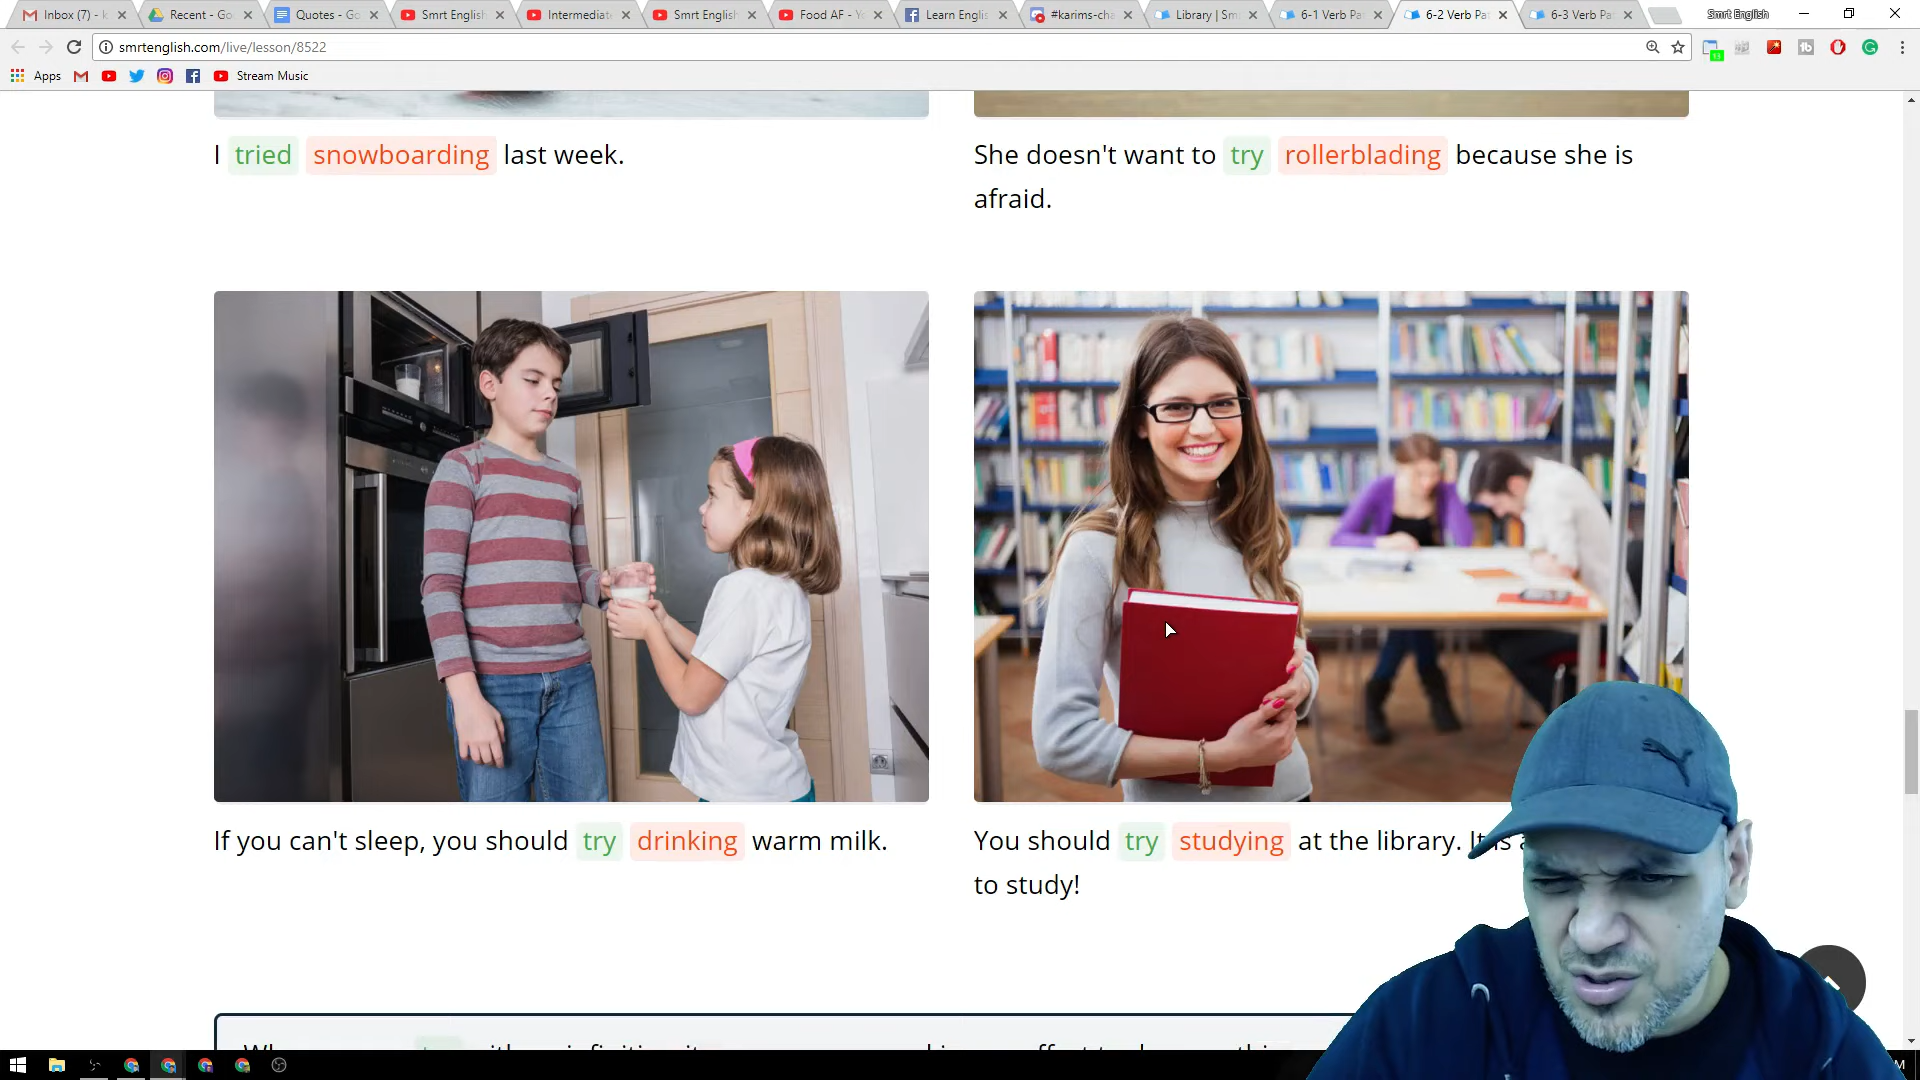 Inbox (7) - k
Recent - Go
Quotes - Go
Smrt English
Intermediate
Smrt English
Food AF - Y
Learn Englis
#karims-cha
Library | Sm
6-1 Verb Pa
6-2 Verb Pa
6-3 Verb Pa
Smrt English
smrtenglish.com/live/lesson/8522
Apps
Stream Music
I tried snowboarding last week.
She doesn't want to try rollerblading because she is
afraid.
If you can't sleep, you should try drinking warm milk.
You should try studying at the library. It is
to study!